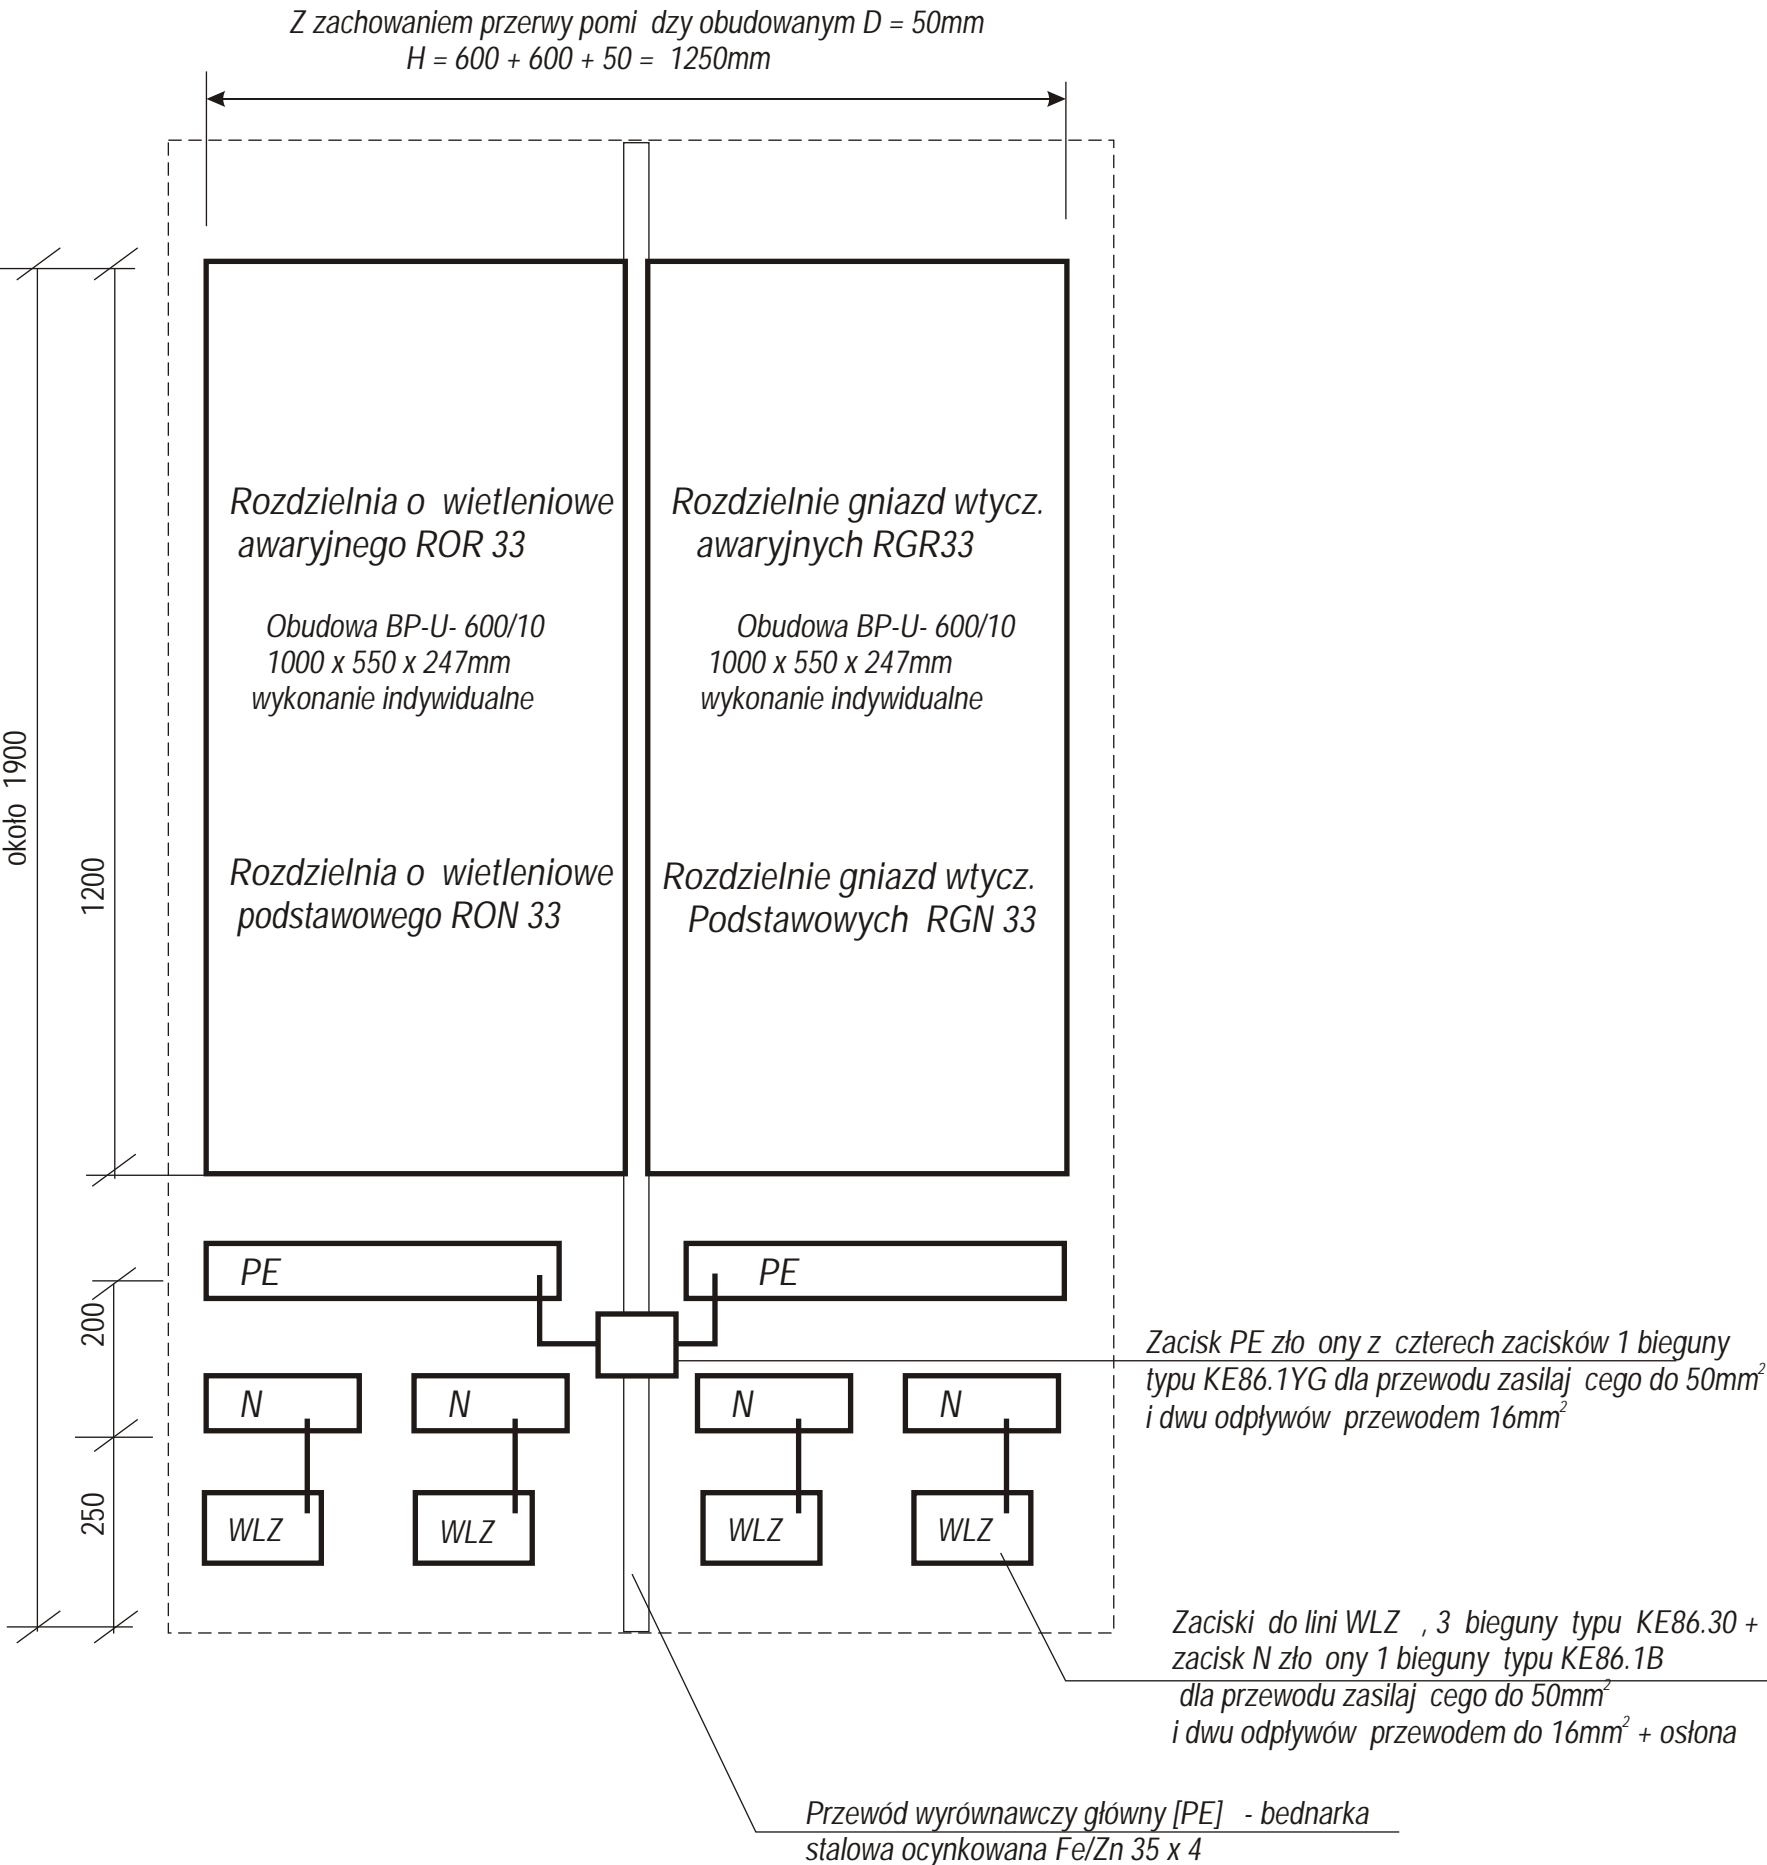 Z zachowaniem przerwy pomi dzy obudowanym D = 50mm
H = 600 + 600 + 50 = 1250mm
Rozdzielnia o wietleniowe
awaryjnego ROR 33
Obudowa BP-U- 600/10
1000 x 550 x 247mm
wykonanie indywidualne
Rozdzielnia o wietleniowe
podstawowego RON 33
Rozdzielnie gniazd wtycz.
awaryjnych RGR33
Obudowa BP-U- 600/10
1000 x 550 x 247mm
wykonanie indywidualne
Rozdzielnie gniazd wtycz.
Podstawowych RGN 33
około 1900
1200
200
250
PE
PE
N
N
N
N
WLZ
WLZ
WLZ
WLZ
Zacisk PE zło ony z czterech zacisków 1 bieguny
typu KE86.1YG dla przewodu zasilaj cego do 50mm²
i dwu odpływów przewodem 16mm²
Zaciski do lini WLZ , 3 bieguny typu KE86.30 +
zacisk N zło ony 1 bieguny typu KE86.1B
dla przewodu zasilaj cego do 50mm²
i dwu odpływów przewodem do 16mm² + osłona
Przewód wyrównawczy główny [PE] - bednarka
stalowa ocynkowana Fe/Zn 35 x 4